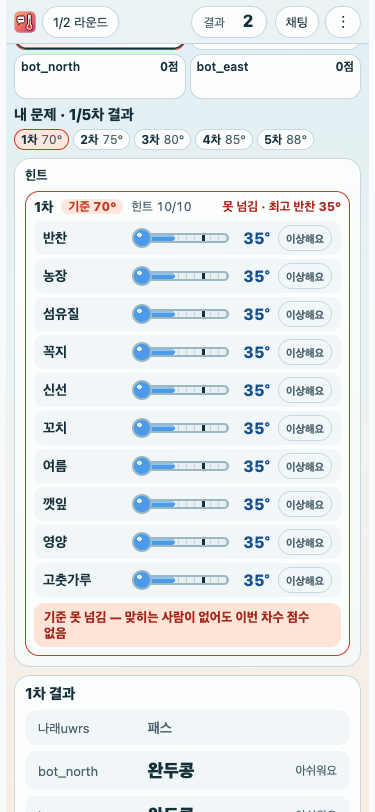 1/2 라운드 결과 2 채팅
bot_north 0점 bot_east 0점
내 문제 · 1/5차 결과
1차 70° 2차 75° 3차 80° 4차 85° 5차 88°
힌트
1차 기준 70° 힌트 10/10 못 넘김 · 최고 반찬 35°
반찬 35° 이상해요
농장 35° 이상해요
섬유질 35° 이상해요
꼭지 35° 이상해요
신선 35° 이상해요
꼬치 35° 이상해요
여름 35° 이상해요
깻잎 35° 이상해요
영양 35° 이상해요
고춧가루 35° 이상해요
기준 못 넘김 — 맞히는 사람이 없어도 이번 차수 점수
없음
1차 결과
나래uwrs 패스
bot_north 완두콩 아쉬워요